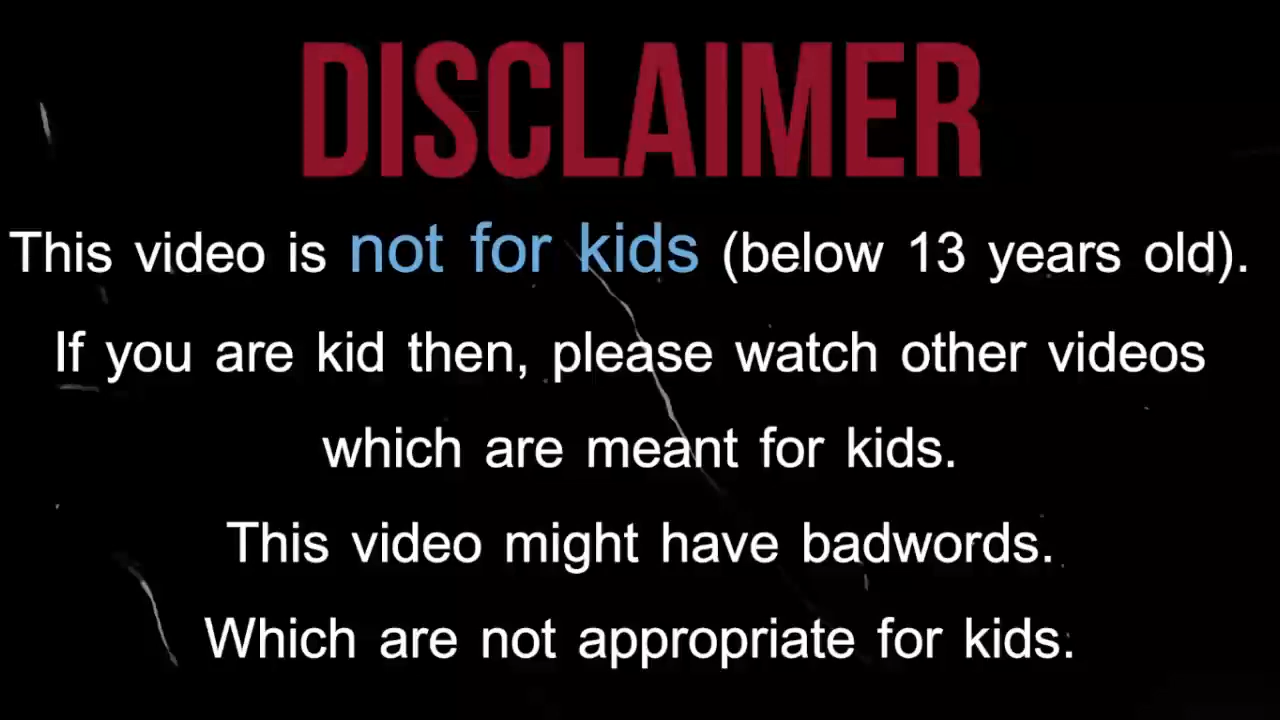 DISCLAIMER
This video is not for kids (below 13 years old).
If you are kid then, please watch other videos
which are meant for kids.
This video might have badwords.
Which are not appropriate for kids.